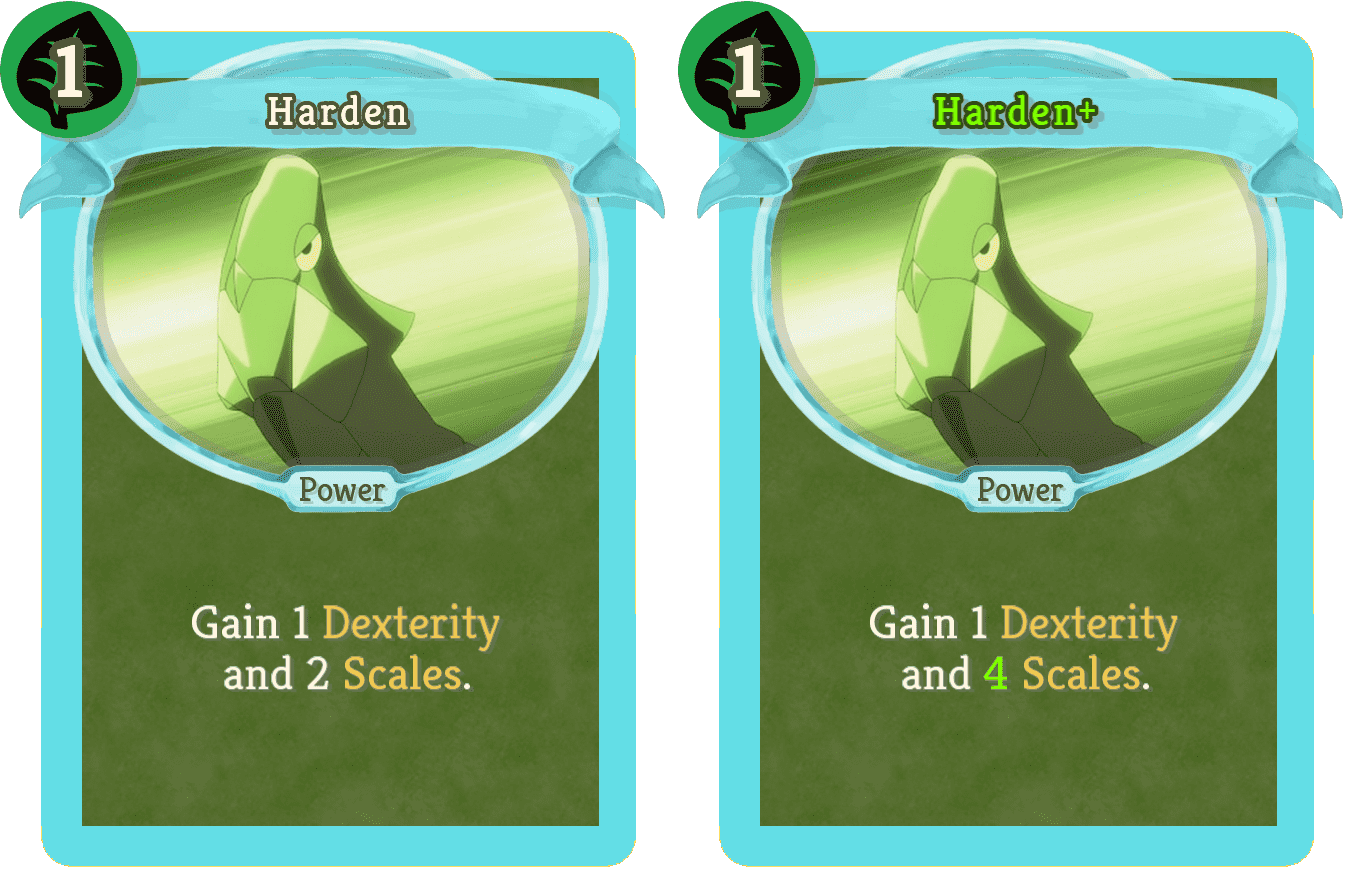 1
Harden
Power
Gain 1 Dexterity
and 2 Scales.
1
Harden+
Power
Gain 1 Dexterity
and 4 Scales.